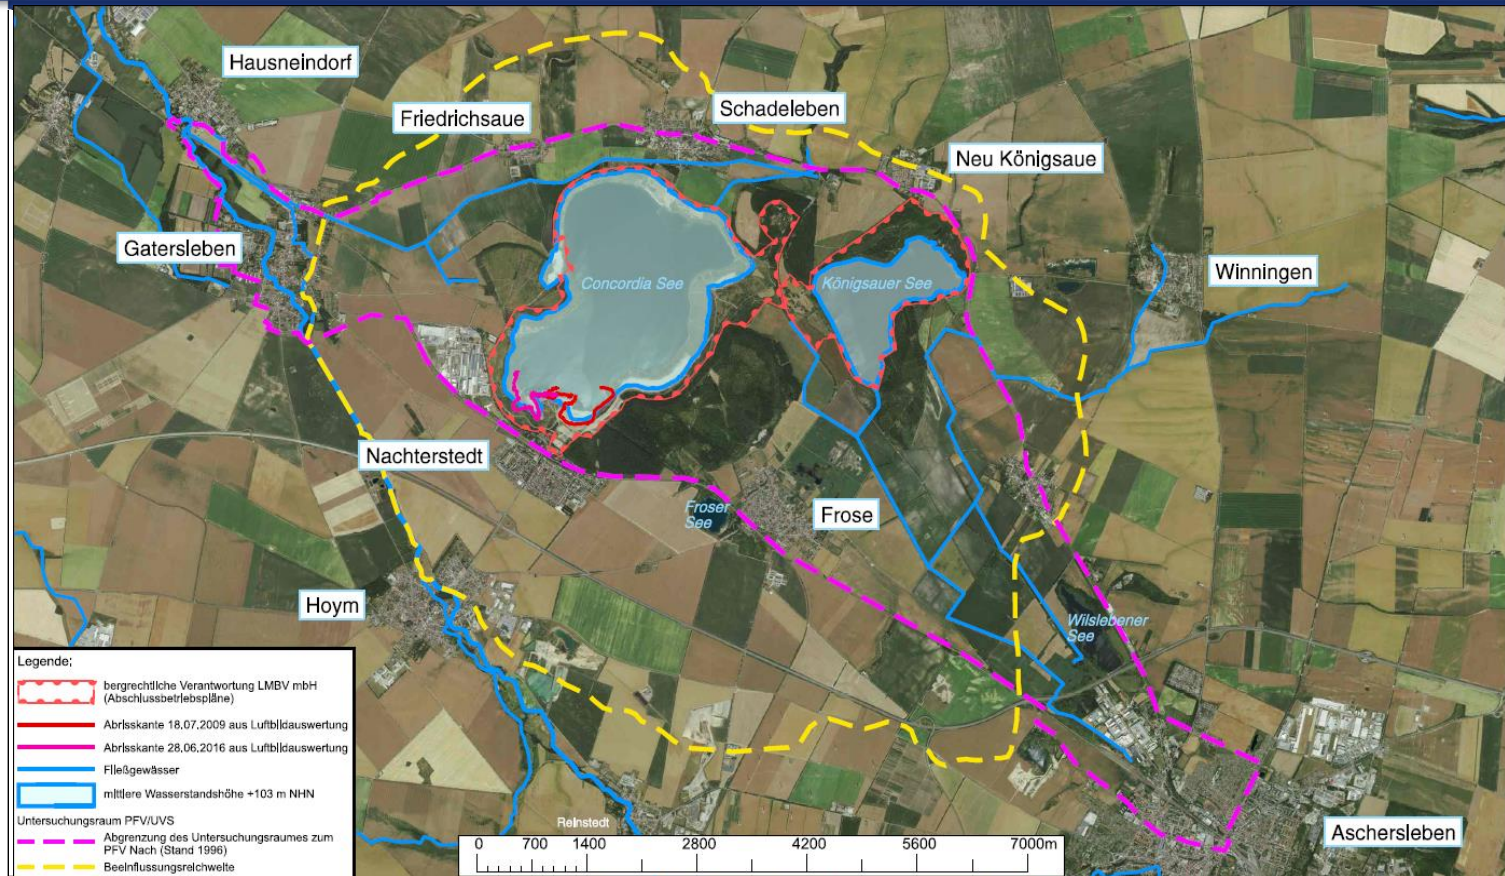 Hausneindorf
Friedrichsaue
Schadeleben
Neu Königsaue
Gatersleben
Winningen
Concordia See
Königsauer See
Nachterstedt
Froser
See
Frose
Hoym
Wilslebener
See
Reinstedt
Aschersleben
Legende:
bergrechtliche Verantwortung LMBV mbH
(Abschlussbetriebspläne)
Abrisskante 18.07.2009 aus Luftbildauswertung
Abrisskante 28.06.2016 aus Luftbildauswertung
Fließgewässer
mittlere Wasserstandshöhe +103 m NHN
Untersuchungsraum PFV/UVS
Abgrenzung des Untersuchungsraumes zum
PFV Nach (Stand 1996)
Beeinflussungsreichweite
0 700 1400 2800 4200 5600 7000m